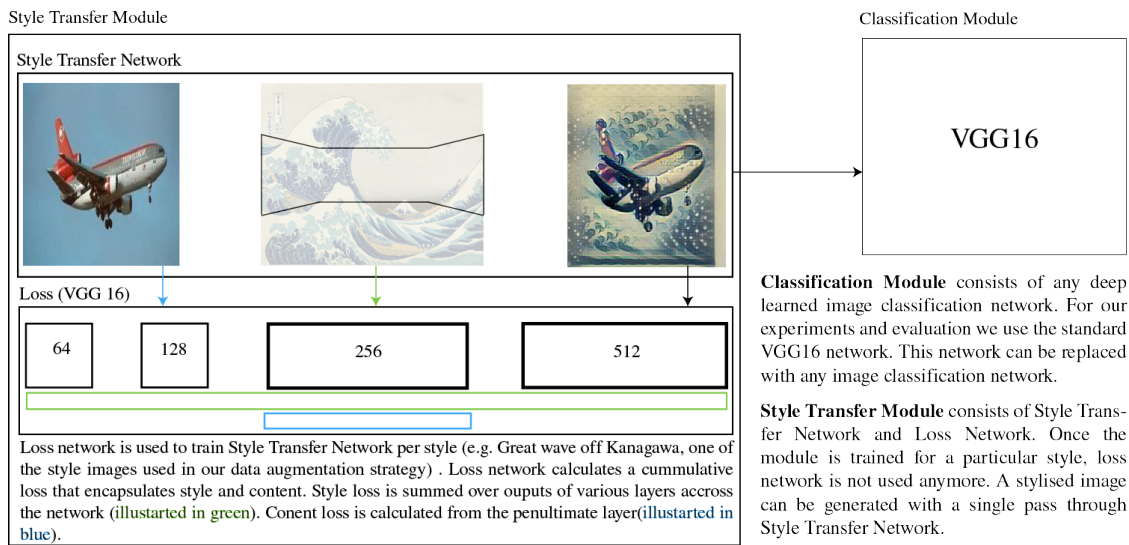 Style Transfer Module
Classification Module
Style Transfer Network
VGG16
Loss (VGG 16)
64
128
256
512
Loss network is used to train Style Transfer Network per style (e.g. Great wave off Kanagawa, one
of the style images used in our data augmentation strategy) . Loss network calculates a cummulative
loss that encapsulates style and content. Style loss is summed over ouputs of various layers accross
the network (illustarted in green). Conent loss is calculated from the penultimate layer(illustarted in
blue).
Classification Module consists of any deep
learned image classification network. For our
experiments and evaluation we use the standard
VGG16 network. This network can be replaced
with any image classification network.
Style Transfer Module consists of Style Trans-
fer Network and Loss Network. Once the
module is trained for a particular style, loss
network is not used anymore. A stylised image
can be generated with a single pass through
Style Transfer Network.